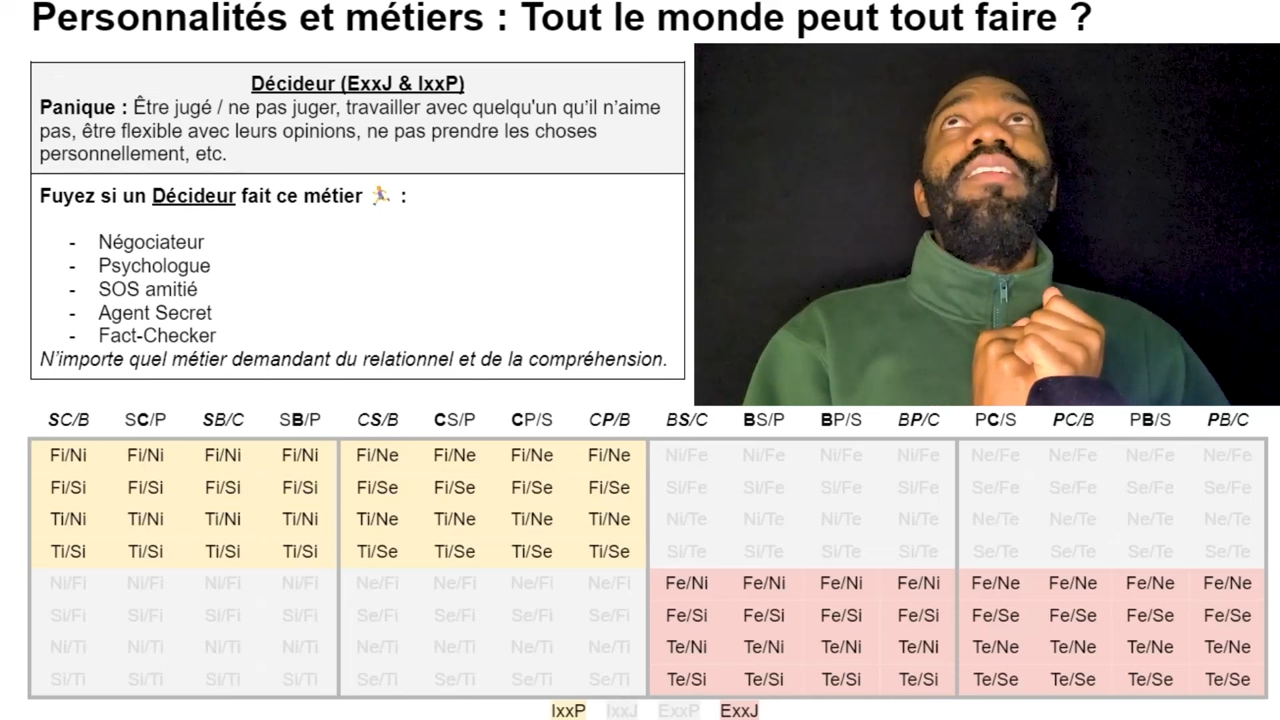 Personnalités et métiers : Tout le monde peut tout faire ?
Décideur (ExxJ & IxxP)
Panique : Être jugé / ne pas juger, travailler avec quelqu'un qu'il n'aime
pas, être flexible avec leurs opinions, ne pas prendre les choses
personnellement, etc.
Fuyez si un Décideur fait ce métier 🏃 :
- Négociateur
- Psychologue
- SOS amitié
- Agent Secret
- Fact-Checker
N'importe quel métier demandant du relationnel et de la compréhension.
SC/B SC/P SB/C SB/P CS/B CS/P CP/S CP/B BS/C BS/P BP/S BP/C PC/S PC/B PB/S PB/C
Fi/Ni Fi/Ni Fi/Ni Fi/Ni Fi/Ne Fi/Ne Fi/Ne Fi/Ne Ni/Fe Ni/Fe Ni/Fe Ni/Fe Ne/Fe Ne/Fe Ne/Fe Ne/Fe
Fi/Si Fi/Si Fi/Si Fi/Si Fi/Se Fi/Se Fi/Se Fi/Se Si/Fe Si/Fe Si/Fe Si/Fe Se/Fe Se/Fe Se/Fe Se/Fe
Ti/Ni Ti/Ni Ti/Ni Ti/Ni Ti/Ne Ti/Ne Ti/Ne Ti/Ne Ni/Te Ni/Te Ni/Te Ni/Te Ne/Te Ne/Te Ne/Te Ne/Te
Ti/Si Ti/Si Ti/Si Ti/Si Ti/Se Ti/Se Ti/Se Ti/Se Si/Te Si/Te Si/Te Si/Te Se/Te Se/Te Se/Te Se/Te
Ni/Fi Ni/Fi Ni/Fi Ni/Fi Ne/Fi Ne/Fi Ne/Fi Ne/Fi Fe/Ni Fe/Ni Fe/Ni Fe/Ni Fe/Ne Fe/Ne Fe/Ne Fe/Ne
Si/Fi Si/Fi Si/Fi Si/Fi Se/Fi Se/Fi Se/Fi Se/Fi Fe/Si Fe/Si Fe/Si Fe/Si Fe/Se Fe/Se Fe/Se Fe/Se
Ni/Ti Ni/Ti Ni/Ti Ni/Ti Ne/Ti Ne/Ti Ne/Ti Ne/Ti Te/Ni Te/Ni Te/Ni Te/Ni Te/Ne Te/Ne Te/Ne Te/Ne
Si/Ti Si/Ti Si/Ti Si/Ti Se/Ti Se/Ti Se/Ti Se/Ti Te/Si Te/Si Te/Si Te/Si Te/Se Te/Se Te/Se Te/Se
IxxP IxxJ ExxP ExxJ